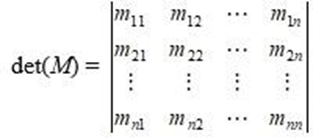 det(M) = | m₁₁ m₁₂ ⋯ m₁ₙ |
| m₂₁ m₂₂ ⋯ m₂ₙ |
| ⋮ ⋮ ⋮ ⋮ |
| mₙ₁ mₙ₂ ⋯ mₙₙ |